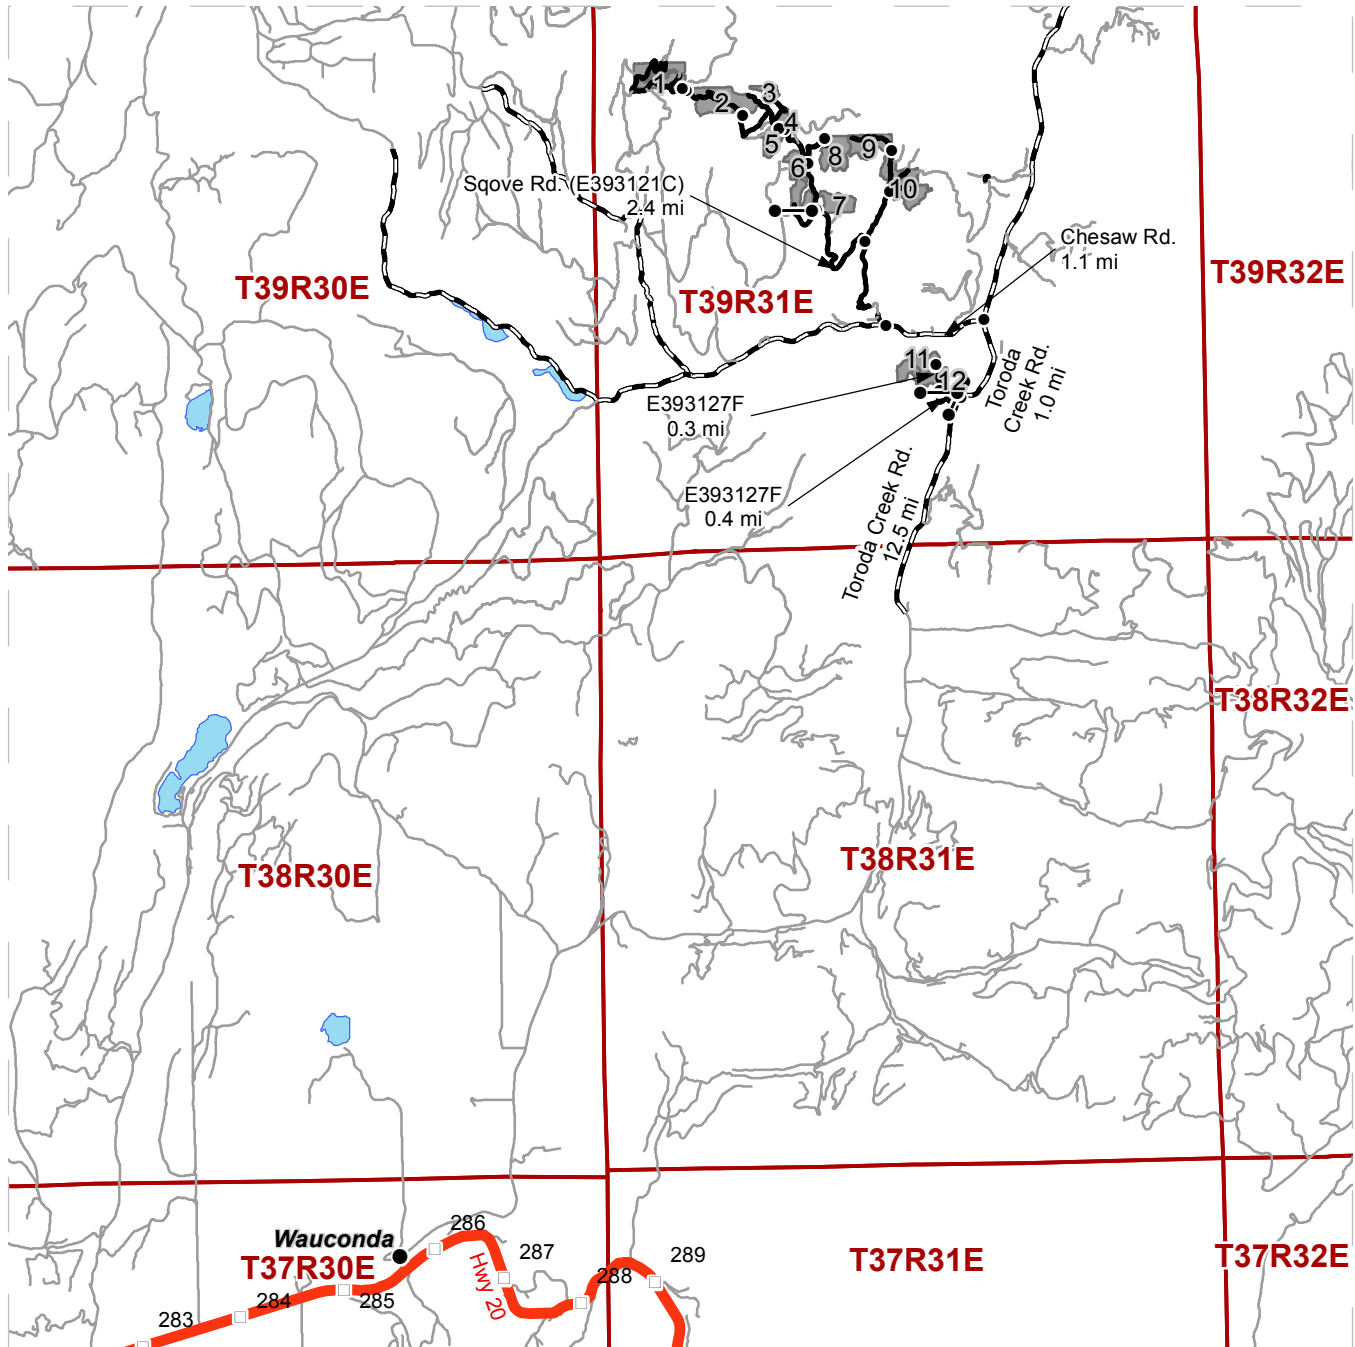 1
2
3
4
5
6
7
8
9
10
Sqove Rd. (E393121C)
2.4 mi
Chesaw Rd.
1.1 mi
T39R30E
T39R31E
T39R32E
11
12
Toroda
Creek Rd.
1.0 mi
E393127F
0.3 mi
E393127F
0.4 mi
Toroda Creek Rd.
12.5 mi
T38R32E
T38R30E
T38R31E
Wauconda
T37R30E
T37R31E
T37R32E
283
284
285
286
287
288
289
Hwy 20